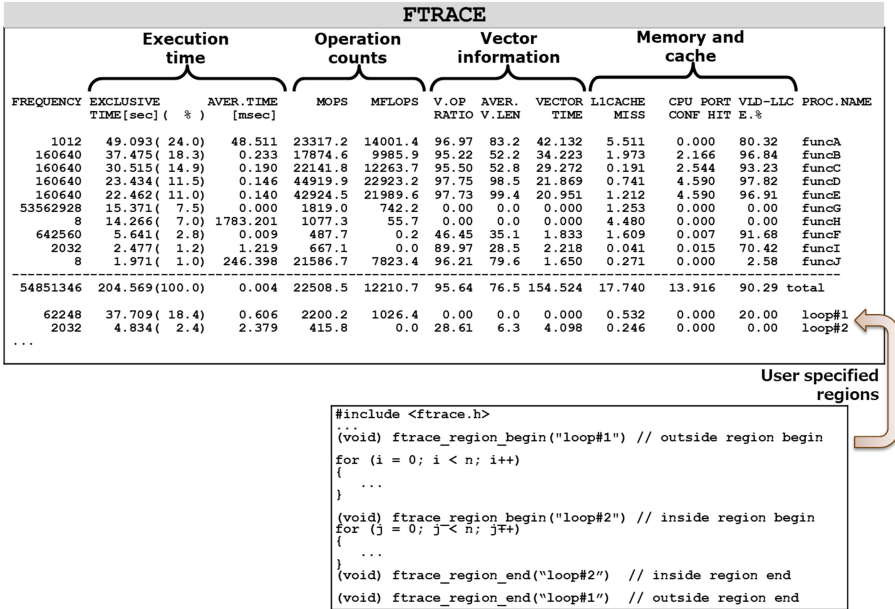 FTRACE
Execution time
Operation counts
Vector information
Memory and cache
FREQUENCY EXCLUSIVE AVER.TIME MOPS MFLOPS V.OP AVER. VECTOR L1CACHE CPU PORT VLD-LLC PROC.NAME
TIME[sec]( % ) [msec] RATIO V.LEN TIME MISS CONF HIT E.%
1012 49.093( 24.0) 48.511 23317.2 14001.4 96.97 83.2 42.132 5.511 0.000 80.32 funcA
160640 37.475( 18.3) 0.233 17874.6 9985.9 95.22 52.2 34.223 1.973 2.166 96.84 funcB
160640 30.515( 14.9) 0.190 22141.8 12263.7 95.50 52.8 29.272 0.191 2.544 93.23 funcC
160640 23.434( 11.5) 0.146 44919.9 22923.2 97.75 98.5 21.869 0.741 4.590 97.82 funcD
160640 22.462( 11.0) 0.140 42924.5 21989.6 97.73 99.4 20.951 1.212 4.590 96.91 funcE
53562928 15.371( 7.5) 0.000 1819.0 742.2 0.00 0.0 0.000 1.253 0.000 0.00 funcG
8 14.266( 7.0) 1783.201 1077.3 55.7 0.00 0.0 0.000 4.480 0.000 0.00 funcH
642560 5.641( 2.8) 0.009 487.7 0.2 46.45 35.1 1.833 1.609 0.007 91.68 funcF
2032 2.477( 1.2) 1.219 667.1 0.0 89.97 28.5 2.218 0.041 0.015 70.42 funcI
8 1.971( 1.0) 246.398 21586.7 7823.4 96.21 79.6 1.650 0.271 0.000 2.58 funcJ
------------------------------------------------------------------------------------------
54851346 204.569(100.0) 0.004 22508.5 12210.7 95.64 76.5 154.524 17.740 13.916 90.29 total
62248 37.709( 18.4) 0.606 2200.2 1026.4 0.00 0.0 0.000 0.532 0.000 20.00 loop#1
2032 4.834( 2.4) 2.379 415.8 0.0 28.61 6.3 4.098 0.246 0.000 0.00 loop#2
...
User specified
regions
#include <ftrace.h>
...
(void) ftrace_region_begin("loop#1") // outside region begin
for (i = 0; i < n; i++)
{
...
}
(void) ftrace_region_begin("loop#2") // inside region begin
for (j = 0; j < n; j++)
{
...
}
(void) ftrace_region_end(“loop#2”) // inside region end
(void) ftrace_region_end(“loop#1”) // outside region end